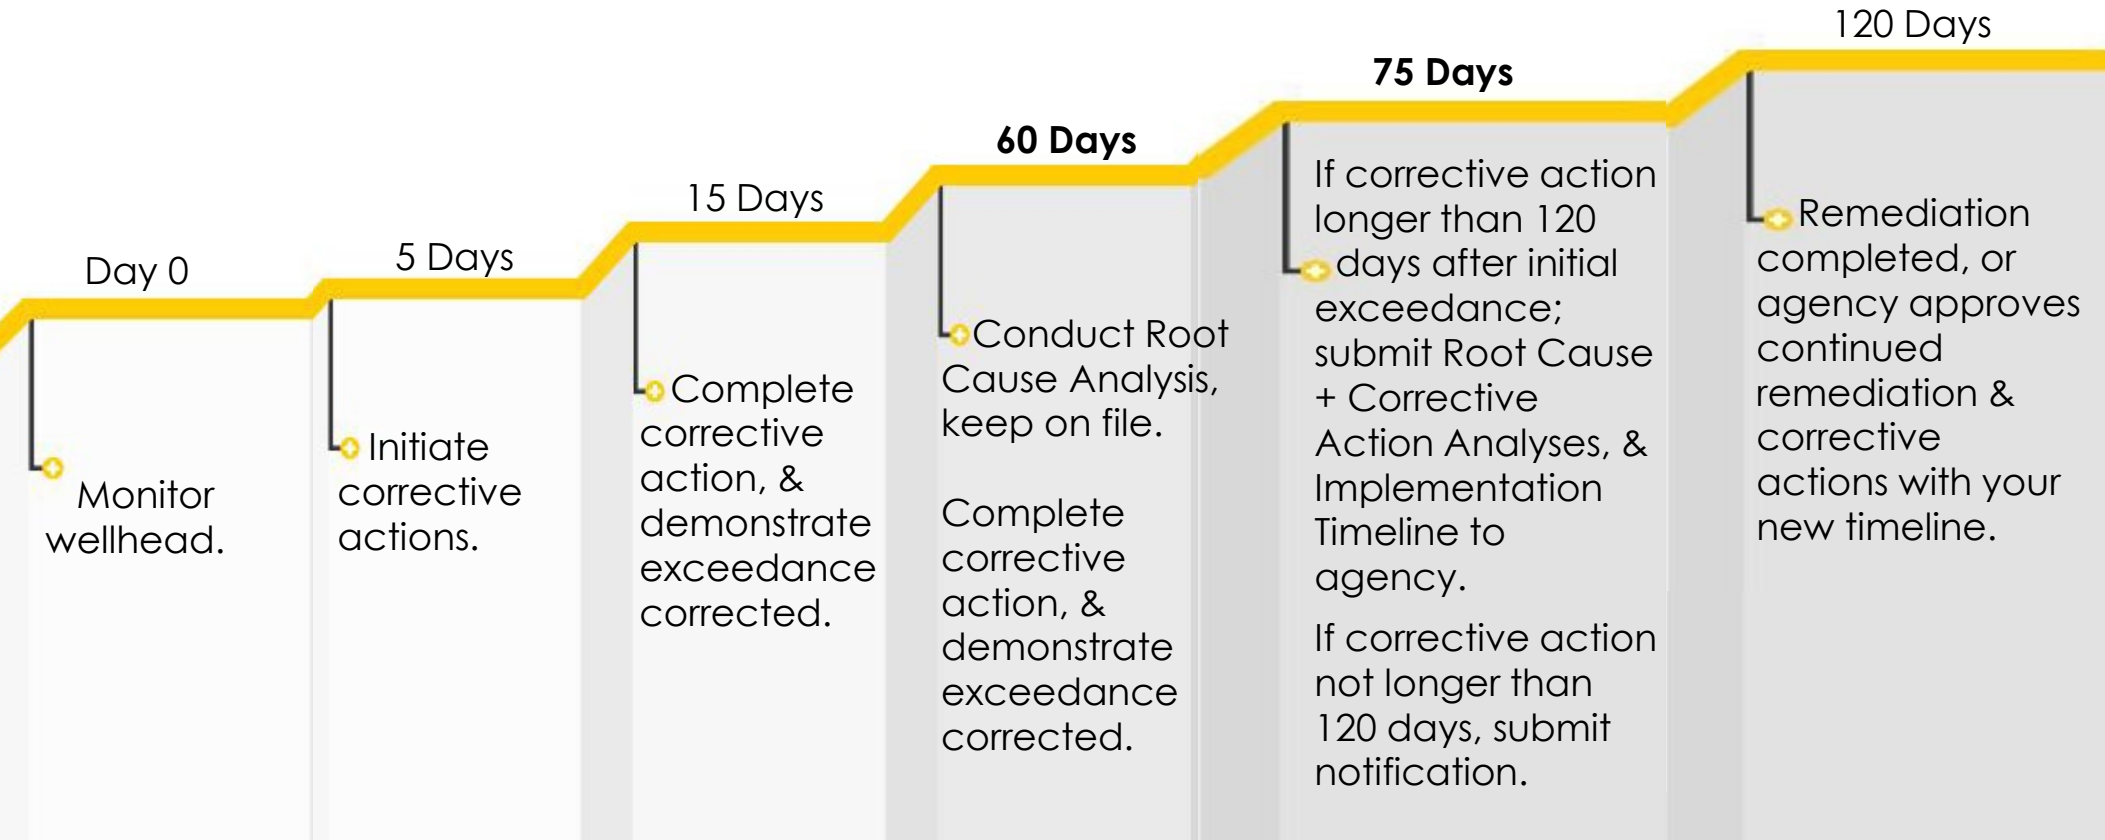 Day 0
Monitor
wellhead.
5 Days
Initiate
corrective
actions.
15 Days
Complete
corrective
action, &
demonstrate
exceedance
corrected.
60 Days
Conduct Root
Cause Analysis,
keep on file.
Complete
corrective
action, &
demonstrate
exceedance
corrected.
75 Days
If corrective action
longer than 120
days after initial
exceedance;
submit Root Cause
+ Corrective
Action Analyses, &
Implementation
Timeline to
agency.
If corrective action
not longer than
120 days, submit
notification.
120 Days
Remediation
completed, or
agency approves
continued
remediation &
corrective
actions with your
new timeline.